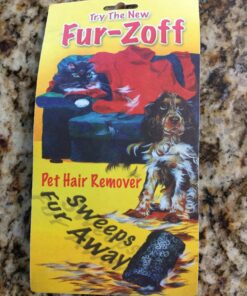 Try The New
Fur-Zoff
Pet Hair Remover
Sweeps
Fur Away